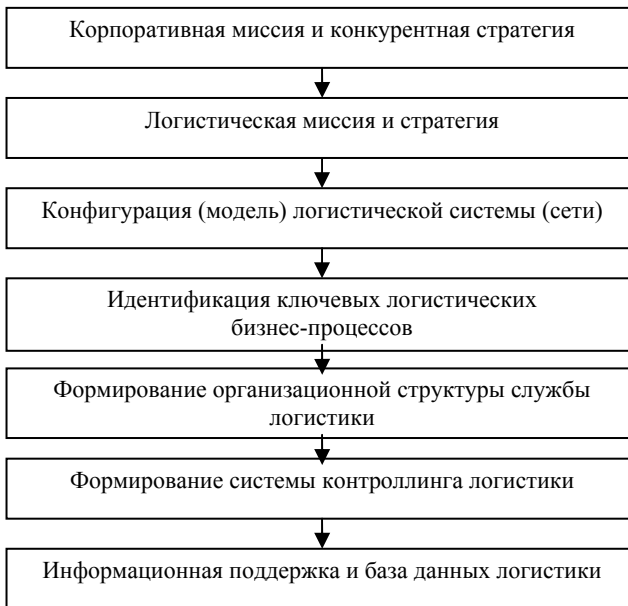 Корпоративная миссия и конкурентная стратегия
Логистическая миссия и стратегия
Конфигурация (модель) логистической системы (сети)
Идентификация ключевых логистических
бизнес-процессов
Формирование организационной структуры службы
логистики
Формирование системы контроллинга логистики
Информационная поддержка и база данных логистики